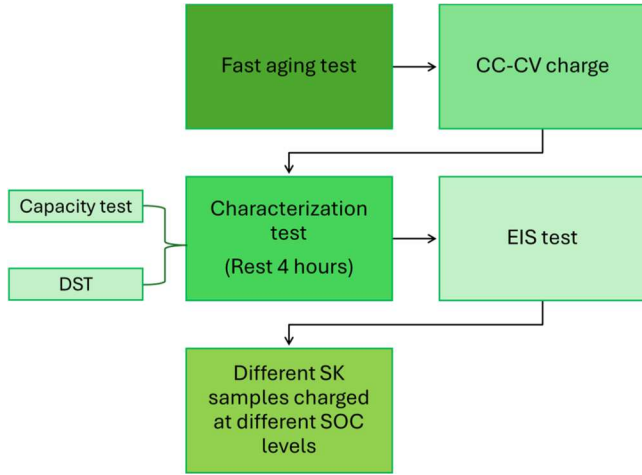 Fast aging test
CC-CV charge
Capacity test
DST
Characterization
test
(Rest 4 hours)
EIS test
Different SK
samples charged
at different SOC
levels